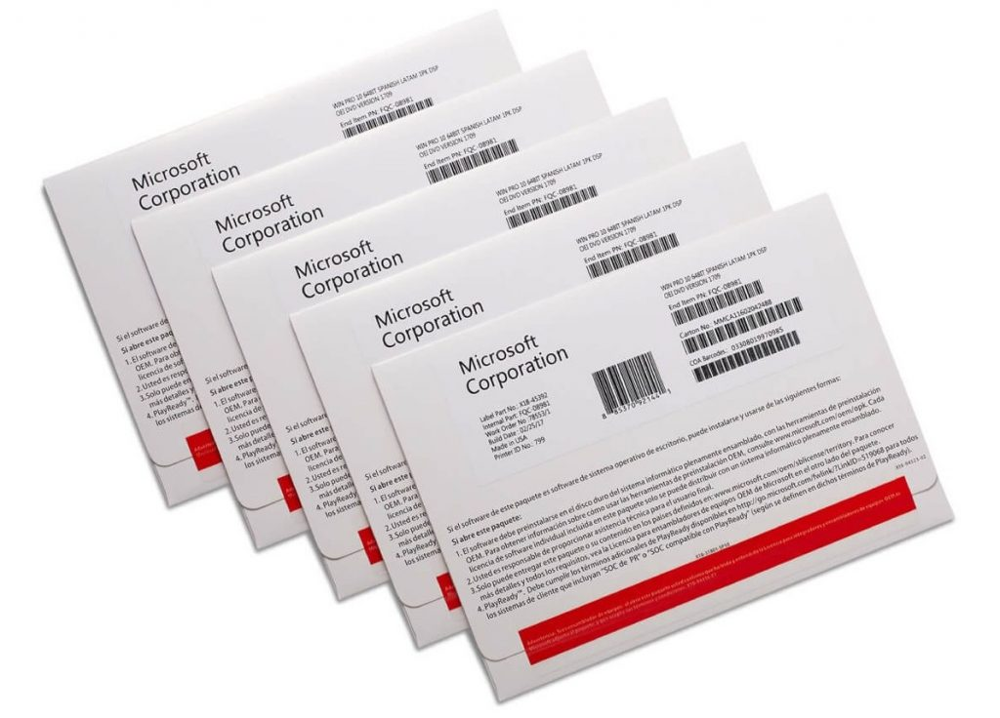 WIN PRO 10 64BIT SPANISH LATAM 1PK DSP
OEI DVD VERSION 1709
End Item PN: FQC-08981
Microsoft
Corporation
Si el software de
Si abre este paque
1. El software de
OEM. Para ob
licencia de sof
2. Usted es resp
3. Solo puede en
más detalles y
4. PlayReady™.
los sistemas de
WIN PRO 10 64BIT SPANISH LATAM 1PK DSP
OEI DVD VERSION 1709
End Item PN: FQC-08981
Microsoft
Corporation
Si el software
Si abre este p
1. El softwar
OEM. Para
licencia de
2. Usted es
3. Solo pued
más detal
4. PlayRead
los sistem
WIN PRO 10 64BIT SPANISH LATAM 1PK DSP
OEI DVD VERSION 1709
End Item PN: FQC-08981
Microsoft
Corporation
Si el softw
Si abre est
1. El softw
OEM. Pa
licencia
2. Usted e
3. Solo pu
más de
4. PlayRe
los sist
WIN PRO 10 64BIT SPANISH LATAM 1PK DSP
OEI DVD VERSION 1709
End Item PN: FQC-08981
Microsoft
Corporation
Si el softwa
Si abre este
1. El softwa
OEM. Par
licencia d
2. Usted es
3. Solo pue
más deta
4. PlayRea
los siste
WIN PRO 10 64BIT SPANISH LATAM 1PK DSP
OEI DVD VERSION 1709
End Item PN: FQC-08981
Carton No.: MMCA11602042488
COA Barcodes.: 03308019970985
Microsoft
Corporation
Label Part No.: X18-45392
Internal Part: FQC-08981
Work Order No.:78553/1
Build Date : 02/25/17
Made in USA
Printer ID No.: 799
8 85370 92144 1
Si el software de este paquete es software de sistema operativo de escritorio, puede instalarse y usarse de las siguientes formas:
Si abre este paquete:
1. El software debe preinstalarse en el disco duro del sistema informático plenamente ensamblado, con las herramientas de preinstalación
OEM. Para obtener información sobre cómo usar las herramientas de preinstalación OEM, consulte www.microsoft.com/oem/opk. Cada
licencia de software individual incluida en este paquete solo se puede distribuir con un sistema informático plenamente ensamblado.
2. Usted es responsable de proporcionar asistencia técnica para el usuario final.
3. Solo puede entregar este paquete o su contenido en los países definidos en: www.microsoft.com/oem/sblicense/territory. Para conocer
más detalles y todos los requisitos, vea la Licencia para ensambladores de equipos OEM de Microsoft en el otro lado del paquete.
4. PlayReady™. Debe cumplir los términos adicionales de PlayReady disponibles en http://go.microsoft.com/fwlink/?LinkID=519068 para todos
los sistemas de cliente que incluyan "SOC de PR" o "SOC compatible con PlayReady" (según se definen en dichos términos de PlayReady).